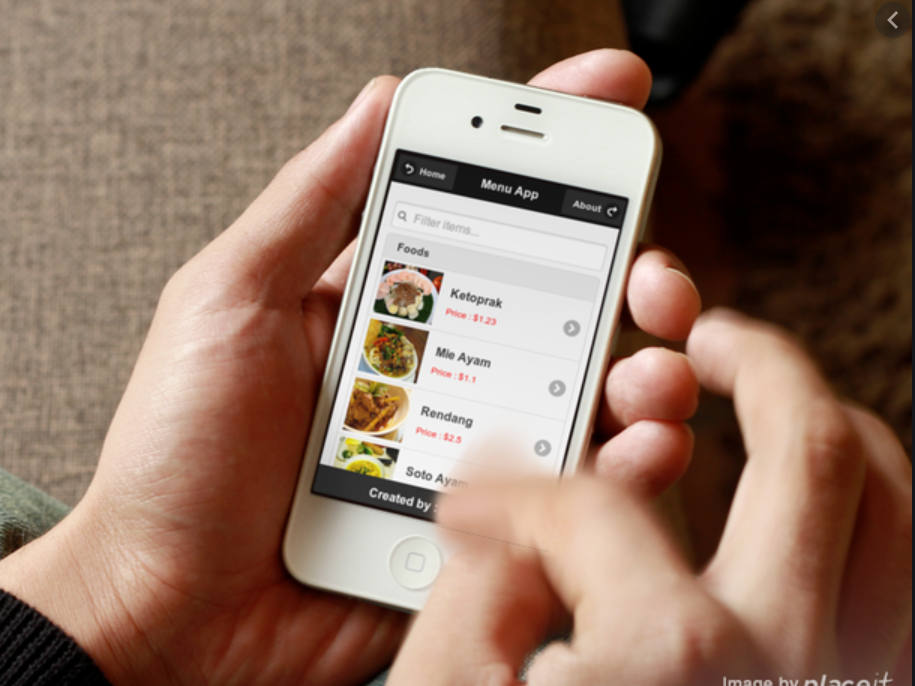 Home
Menu App
About
Filter items...
Foods
Ketoprak
Price : $1.23
Mie Ayam
Price : $1.1
Rendang
Price : $2.5
Soto Ayam
Created by :
Image by placeit